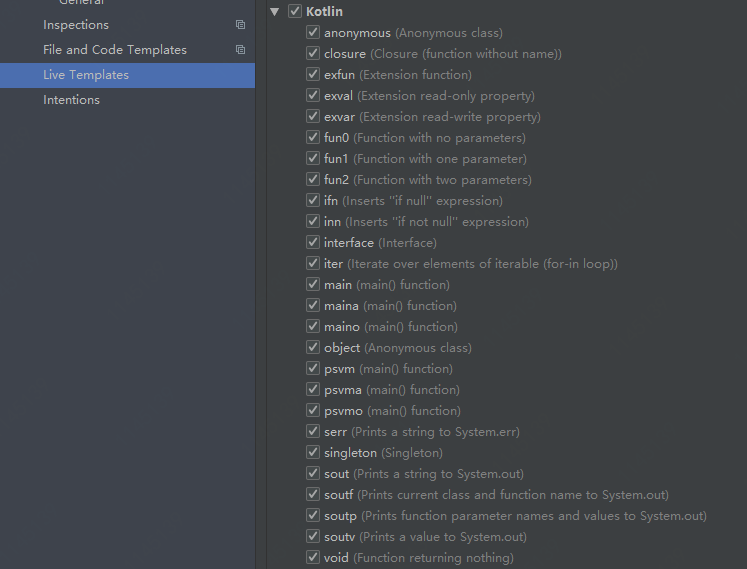 General
Inspections
File and Code Templates
Live Templates
Intentions
Kotlin
anonymous (Anonymous class)
closure (Closure (function without name))
exfun (Extension function)
exval (Extension read-only property)
exvar (Extension read-write property)
fun0 (Function with no parameters)
fun1 (Function with one parameter)
fun2 (Function with two parameters)
ifn (Inserts ''if null'' expression)
inn (Inserts ''if not null'' expression)
interface (Interface)
iter (Iterate over elements of iterable (for-in loop))
main (main() function)
maina (main() function)
maino (main() function)
object (Anonymous class)
psvm (main() function)
psvma (main() function)
psvmo (main() function)
serr (Prints a string to System.err)
singleton (Singleton)
sout (Prints a string to System.out)
soutf (Prints current class and function name to System.out)
soutp (Prints function parameter names and values to System.out)
soutv (Prints a value to System.out)
void (Function returning nothing)